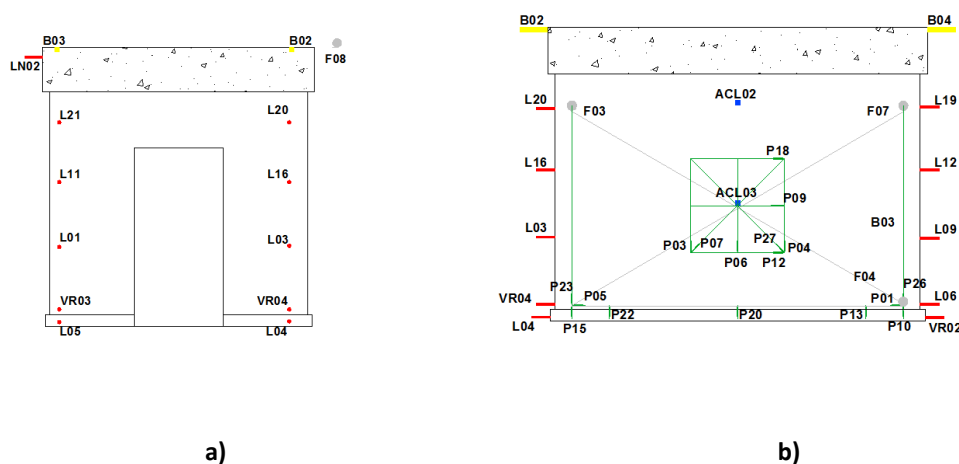 B03 B02
LN02 F08
L21 L20
L11 L16
L01 L03
VR03 VR04
L05 L04
a)
B02 B04
ACL02
L20 L19
F03 F07
P18
L16 L12
ACL03
P09
L03 B03 L09
P03 P07 P27 P04
P06 P12
F04
P23 P26
VR04 P05 P01 L06
L04 P15 P22 P20 P13 P10 VR02
b)